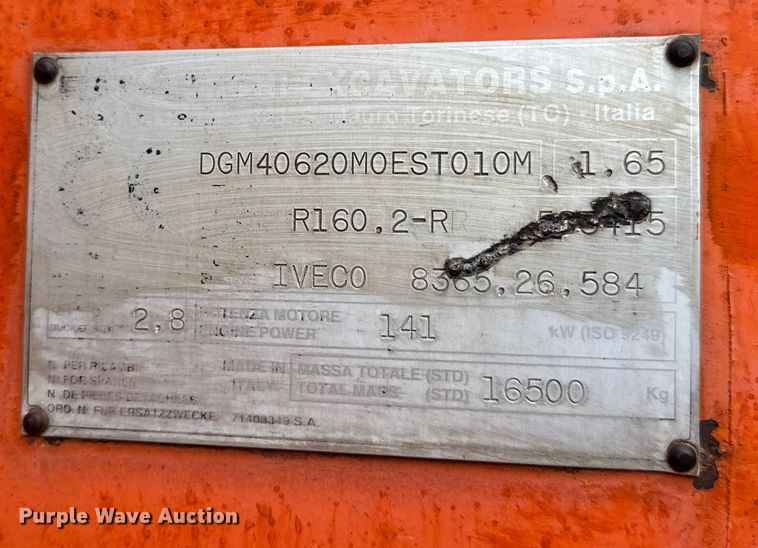 EXCAVATORS S.p.A.
Mauro Torinese (TO) Italia
DGM40620M0EST010M 1.65
R160.2-R
IVECO 8365.26.584
2,8 POTENZA MOTORE
ENGINE POWER 141 kW (ISO 9249)
N. PER RICAMBI MADE IN MASSA TOTALE (STD)
N. FOR SPARES ITALY TOTAL MASS (STD) 16500 Kg
N. DE PIECES DETACHEES
ORD. Nr. FUR ERSATZZWECKE 71408349 S.A.
Purple Wave Auction